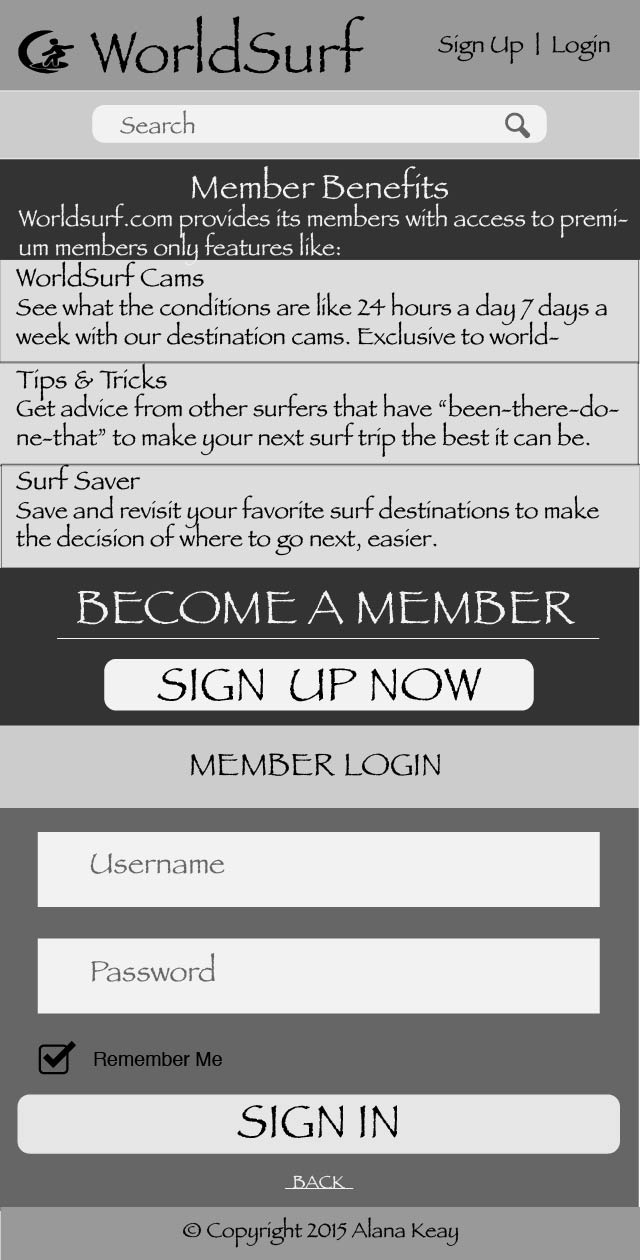 WorldSurf
Sign Up | Login
Search
Member Benefits
Worldsurf.com provides its members with access to premi-
um members only features like:
WorldSurf Cams
See what the conditions are like 24 hours a day 7 days a
week with our destination cams. Exclusive to world-
Tips & Tricks
Get advice from other surfers that have “been-there-do-
ne-that” to make your next surf trip the best it can be.
Surf Saver
Save and revisit your favorite surf destinations to make
the decision of where to go next, easier.
BECOME A MEMBER
SIGN UP NOW
MEMBER LOGIN
Username
Password
Remember Me
SIGN IN
BACK
© Copyright 2015 Alana Keay